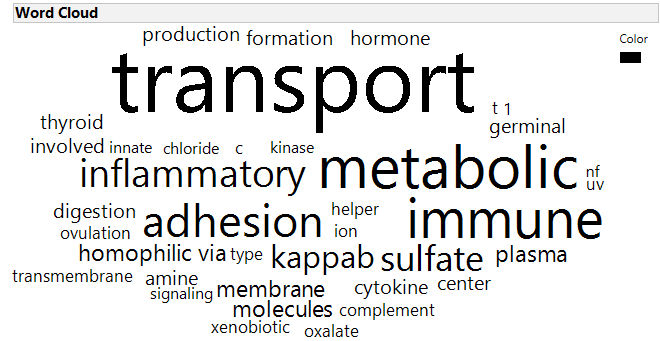 Word Cloud
Color
production formation hormone
transport
t 1
thyroid germinal
involved innate chloride c kinase
inflammatory metabolic nf
uv
digestion adhesion helper immune
ovulation ion
homophilic via type kappab sulfate plasma
transmembrane amine
signaling membrane cytokine center
molecules complement
xenobiotic oxalate